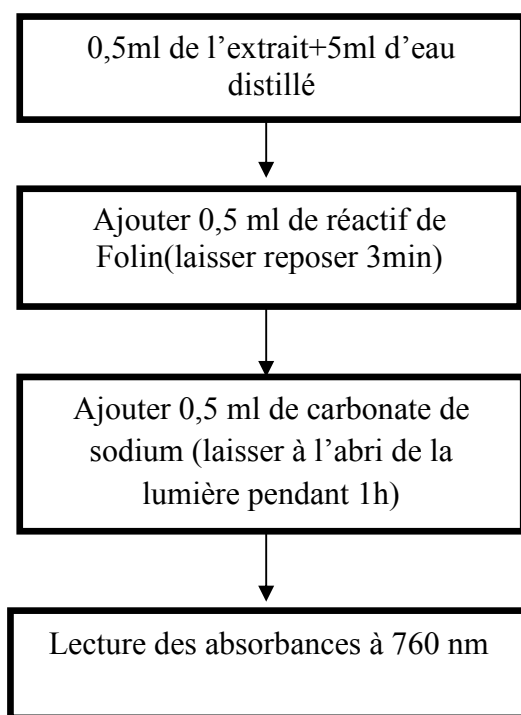 0,5ml de l’extrait+5ml d’eau
distillé
Ajouter 0,5 ml de réactif de
Folin(laisser reposer 3min)
Ajouter 0,5 ml de carbonate de
sodium (laisser à l’abri de la
lumière pendant 1h)
Lecture des absorbances à 760 nm